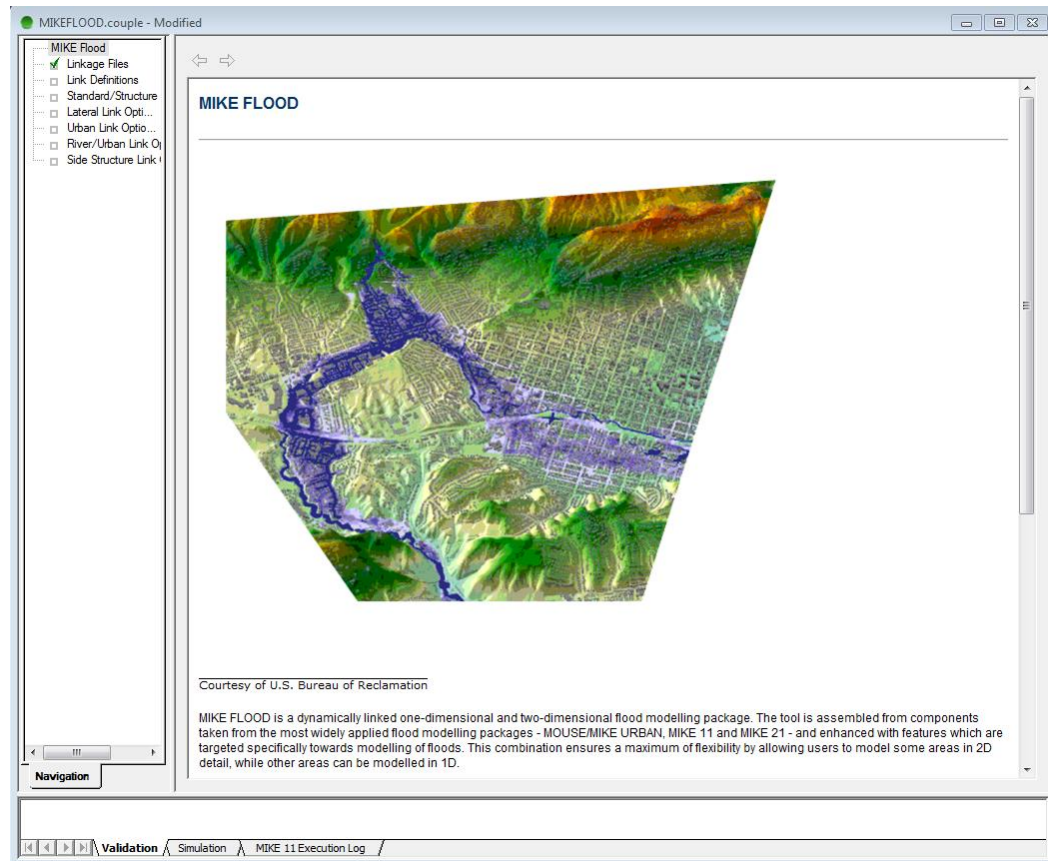 MIKEFLOOD.couple - Modified
MIKE Flood
Linkage Files
Link Definitions
Standard/Structure
Lateral Link Opti...
Urban Link Optio...
River/Urban Link O
Side Structure Link
Navigation
MIKE FLOOD
Courtesy of U.S. Bureau of Reclamation
MIKE FLOOD is a dynamically linked one-dimensional and two-dimensional flood modelling package. The tool is assembled from components
taken from the most widely applied flood modelling packages - MOUSE/MIKE URBAN, MIKE 11 and MIKE 21 - and enhanced with features which are
targeted specifically towards modelling of floods. This combination ensures a maximum of flexibility by allowing users to model some areas in 2D
detail, while other areas can be modelled in 1D.
Validation Simulation MIKE 11 Execution Log